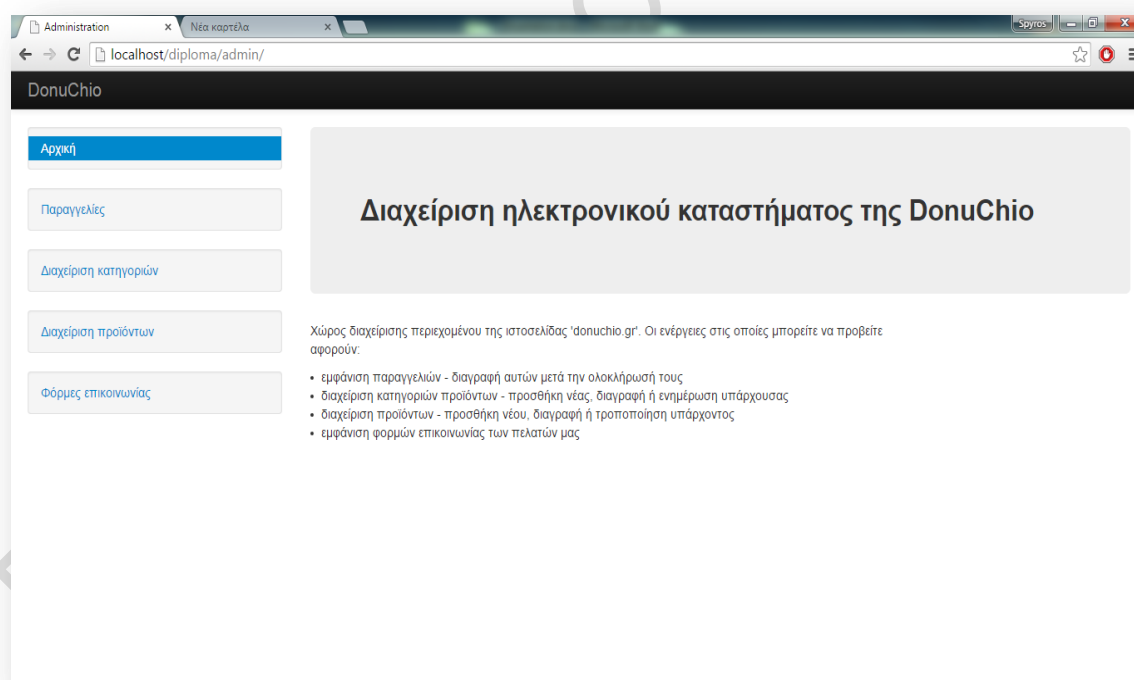 Administration
Νέα καρτέλα
Spyros
localhost/diploma/admin/
DonuChio
Αρχική
Παραγγελίες
Διαχείριση κατηγοριών
Διαχείριση προϊόντων
Φόρμες επικοινωνίας
Διαχείριση ηλεκτρονικού καταστήματος της DonuChio
Χώρος διαχείρισης περιεχομένου της ιστοσελίδας 'donuchio.gr'. Οι ενέργειες στις οποίες μπορείτε να προβείτε
αφορούν:
• εμφάνιση παραγγελιών - διαγραφή αυτών μετά την ολοκλήρωσή τους
• διαχείριση κατηγοριών προϊόντων - προσθήκη νέας, διαγραφή ή ενημέρωση υπάρχουσας
• διαχείριση προϊόντων - προσθήκη νέου, διαγραφή ή τροποποίηση υπάρχοντος
• εμφάνιση φορμών επικοινωνίας των πελατών μας